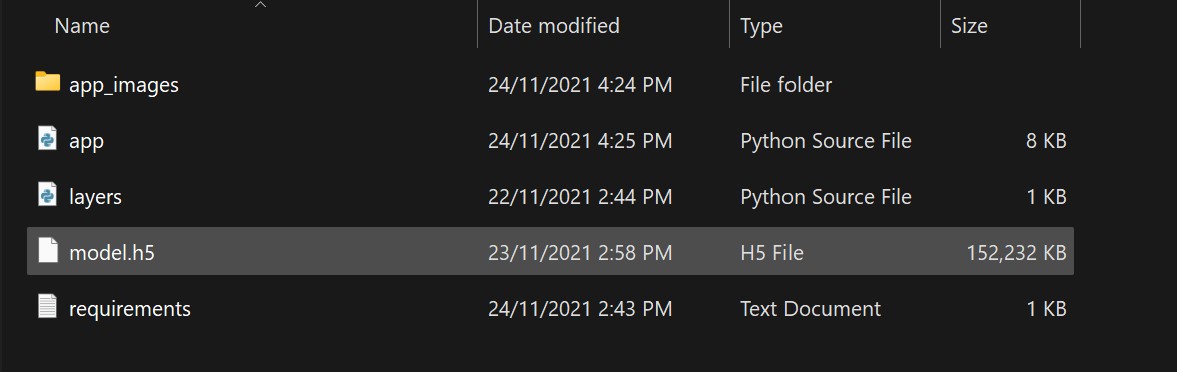 Name Date modified Type Size
app_images 24/11/2021 4:24 PM File folder
app 24/11/2021 4:25 PM Python Source File 8 KB
layers 22/11/2021 2:44 PM Python Source File 1 KB
model.h5 23/11/2021 2:58 PM H5 File 152,232 KB
requirements 24/11/2021 2:43 PM Text Document 1 KB